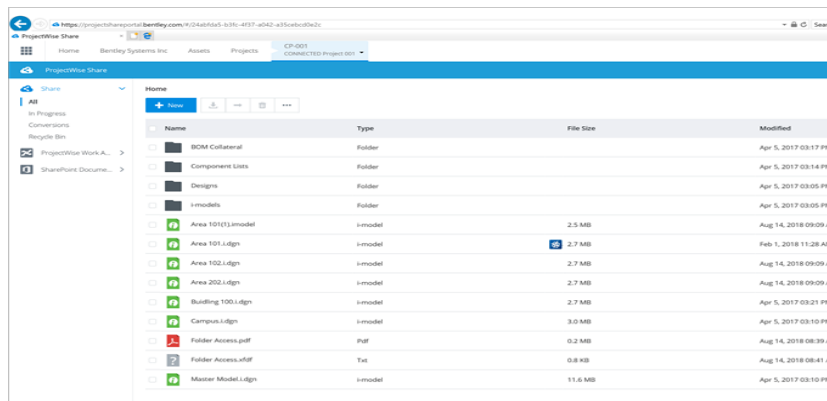 https://projectshareportal.bentley.com/#/24abfda5-b3fc-4f37-a042-a35cebcd0e2c
Sear
ProjectWise Share
Home Bentley Systems Inc Assets Projects CP-001
CONNECTED Project 001
ProjectWise Share
Share
All
In Progress
Conversions
Recycle Bin
ProjectWise Work A...
SharePoint Docume...
Home
New
Name Type File Size Modified
BOM Collateral Folder Apr 5, 2017 03:17 PM
Component Lists Folder Apr 5, 2017 03:14 PM
Designs Folder Apr 5, 2017 03:05 PM
i-models Folder Apr 5, 2017 03:05 PM
Area 101(1).imodel i-model 2.5 MB Aug 14, 2018 09:09
Area 101.i.dgn i-model 2.7 MB Feb 1, 2018 11:28 A
Area 102.i.dgn i-model 2.7 MB Aug 14, 2018 09:09
Area 202.i.dgn i-model 2.7 MB Aug 14, 2018 09:09
Buidling 100.i.dgn i-model 2.7 MB Apr 5, 2017 03:21 P
Campus.i.dgn i-model 3.0 MB Apr 5, 2017 03:10 P
Folder Access.pdf Pdf 0.2 MB Aug 14, 2018 08:39
Folder Access.xfdf Txt 0.8 KB Aug 14, 2018 08:41
Master Model.i.dgn i-model 11.6 MB Apr 5, 2017 03:10 P